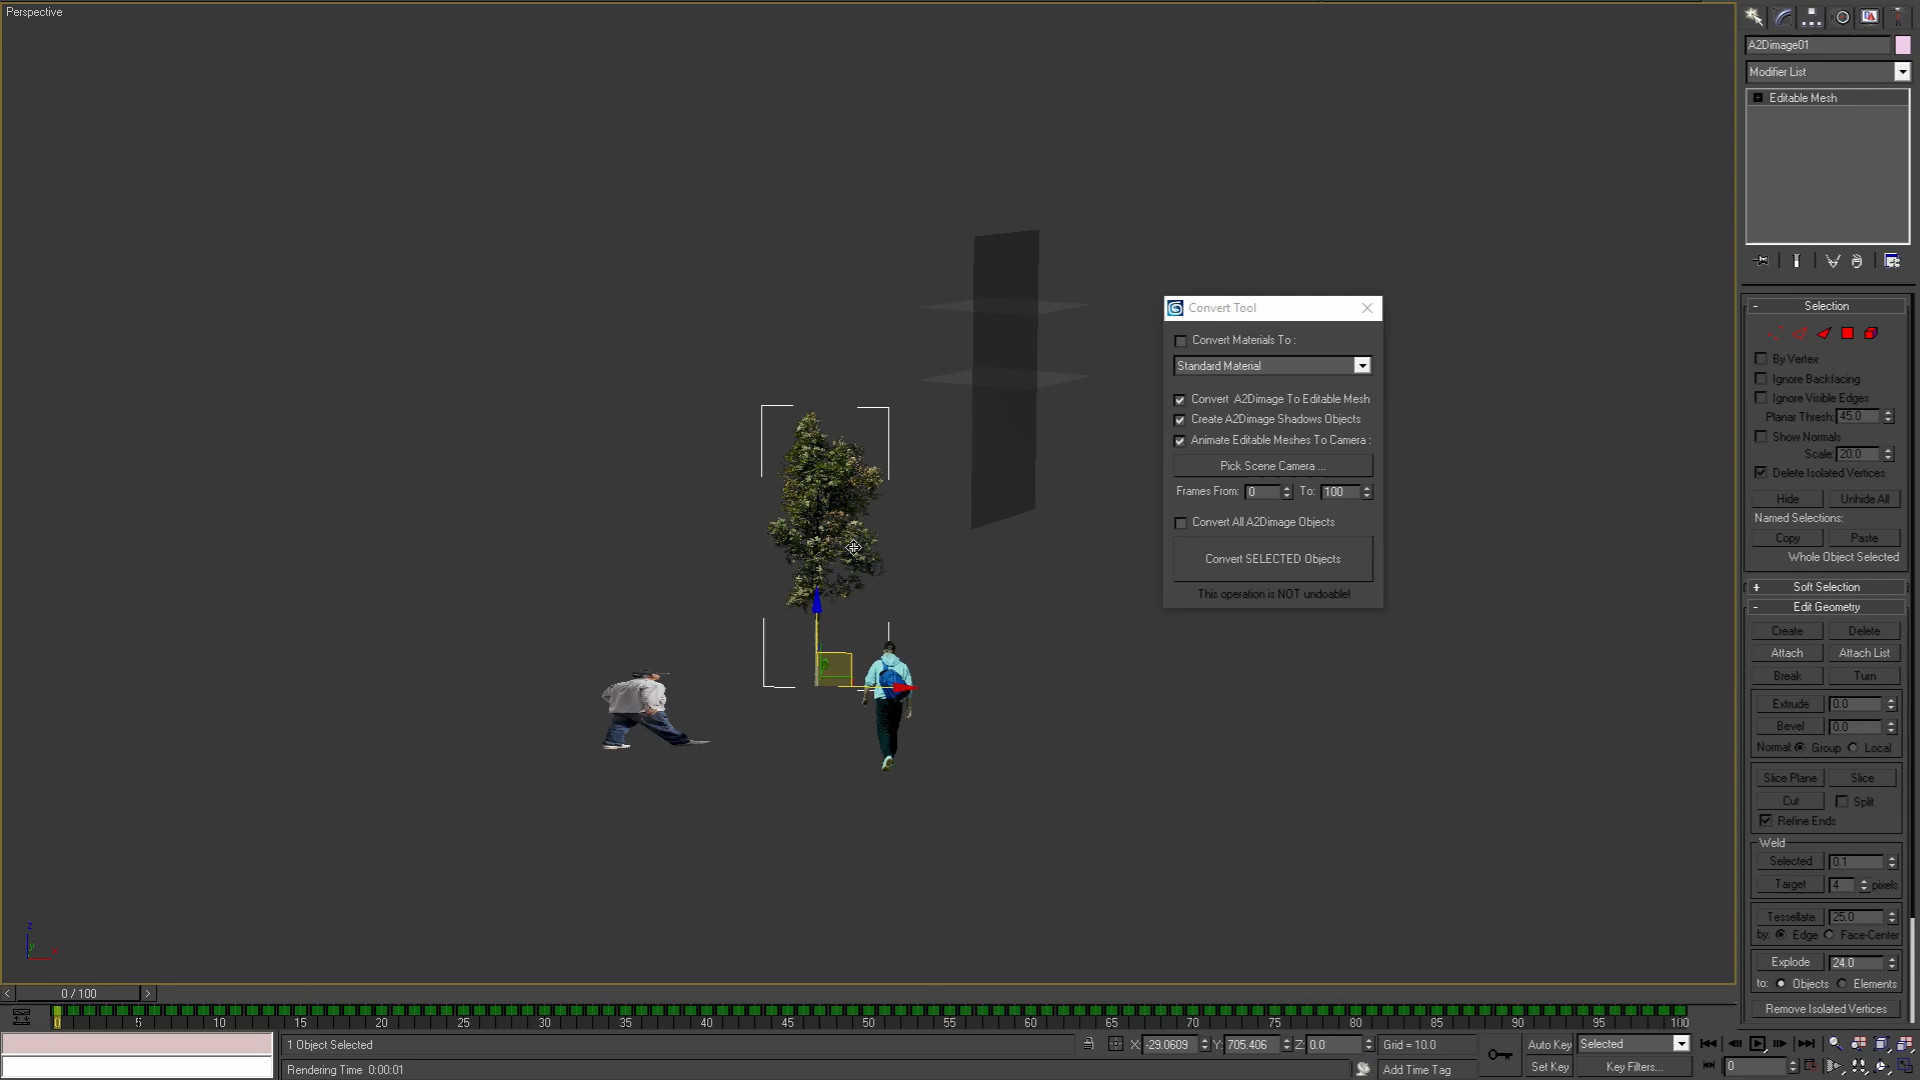 Perspective
A2Dimage01
Modifier List
Editable Mesh
Convert Tool
Convert Materials To :
Standard Material
Convert  A2Dimage To Editable Mesh
Create A2Dimage Shadows Objects
Animate Editable Meshes To Camera :
Pick Scene Camera ...
Frames From: 0 To: 100
Convert All A2Dimage Objects
Convert SELECTED Objects
This operation is NOT undoable!
- Selection
By Vertex
Ignore Backfacing
Ignore Visible Edges
Planar Thresh: 45.0
Show Normals
Scale: 20.0
Delete Isolated Vertices
Hide Unhide All
Named Selections:
Copy Paste
Whole Object Selected
+ Soft Selection
- Edit Geometry
Create Delete
Attach Attach List
Break Turn
Extrude 0.0
Bevel 0.0
Normal: Group Local
Slice Plane Slice
Cut Split
Refine Ends
Weld
Selected 0.1
Target 4 pixels
Tessellate 25.0
by: Edge Face-Center
Explode 24.0
to: Objects Elements
Remove Isolated Vertices
z
y
< 0 / 100 >
0 5 10 15 20 25 30 35 40 45 50 55 60 65 70 75 80 85 90 95 100
1 Object Selected X: -29.0609 Y: 705.406 Z: 0.0 Grid = 10.0 Auto Key Selected
Rendering Time  0:00:01 Add Time Tag Set Key Key Filters... 0